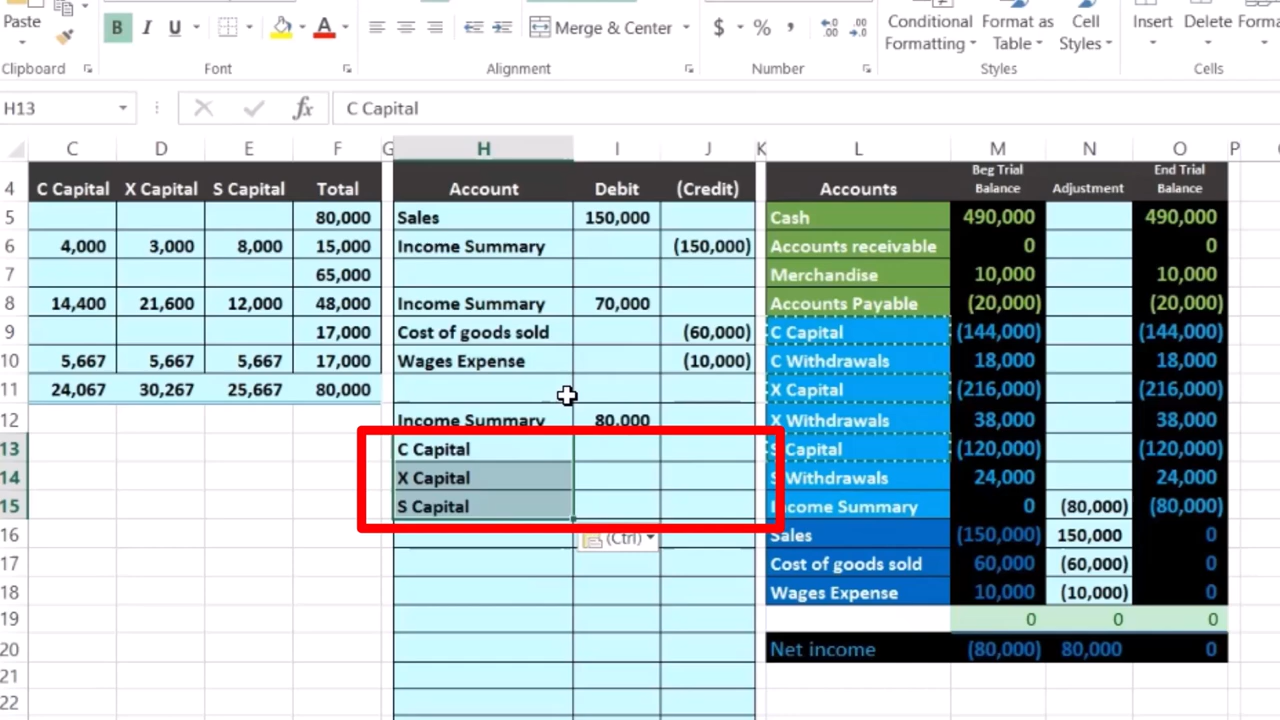 Paste
B I U A
Merge & Center
$ % ,
Conditional Formatting
Format as Table
Cell Styles
Insert Delete
Clipboard Font Alignment Number Styles Cells
H13 fx C Capital
C D E F G H I J K L M N O P
4 C Capital X Capital S Capital Total Account Debit (Credit) Accounts Beg Trial Balance Adjustment End Trial Balance
5 80,000 Sales 150,000 Cash 490,000 490,000
6 4,000 3,000 8,000 15,000 Income Summary (150,000) Accounts receivable 0 0
7 65,000 Merchandise 10,000 10,000
8 14,400 21,600 12,000 48,000 Income Summary 70,000 Accounts Payable (20,000) (20,000)
9 17,000 Cost of goods sold (60,000) C Capital (144,000) (144,000)
10 5,667 5,667 5,667 17,000 Wages Expense (10,000) C Withdrawals 18,000 18,000
11 24,067 30,267 25,667 80,000 X Capital (216,000) (216,000)
12 Income Summary 80,000 X Withdrawals 38,000 38,000
13 C Capital S Capital (120,000) (120,000)
14 X Capital S Withdrawals 24,000 24,000
15 S Capital Income Summary 0 (80,000) (80,000)
16 (Ctrl) Sales (150,000) 150,000 0
17 Cost of goods sold 60,000 (60,000) 0
18 Wages Expense 10,000 (10,000) 0
19 0 0 0
20 Net income (80,000) 80,000 0
21
22